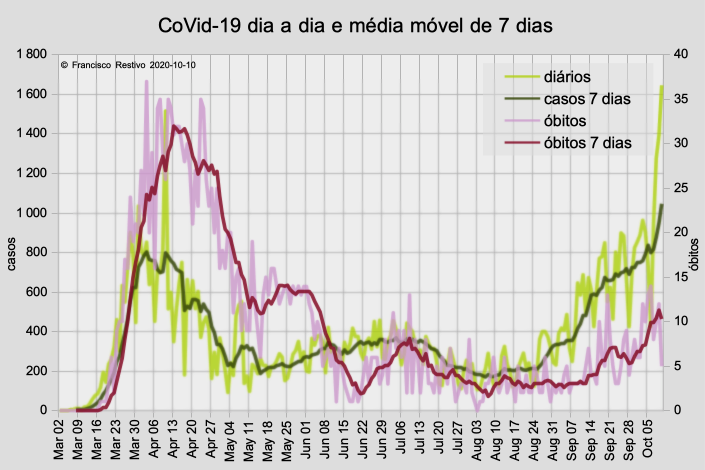 CoVid-19 dia a dia e média móvel de 7 dias
© Francisco Restivo 2020-10-10
diários
casos 7 dias
óbitos
óbitos 7 dias
casos
1 800
1 600
1 400
1 200
1 000
800
600
400
200
0
óbitos
40
35
30
25
20
15
10
5
0
Mar 02
Mar 09
Mar 16
Mar 23
Mar 30
Apr 06
Apr 13
Apr 20
Apr 27
May 04
May 11
May 18
May 25
Jun 01
Jun 08
Jun 15
Jun 22
Jun 29
Jul 06
Jul 13
Jul 20
Jul 27
Aug 03
Aug 10
Aug 17
Aug 24
Aug 31
Sep 07
Sep 14
Sep 21
Sep 28
Oct 05